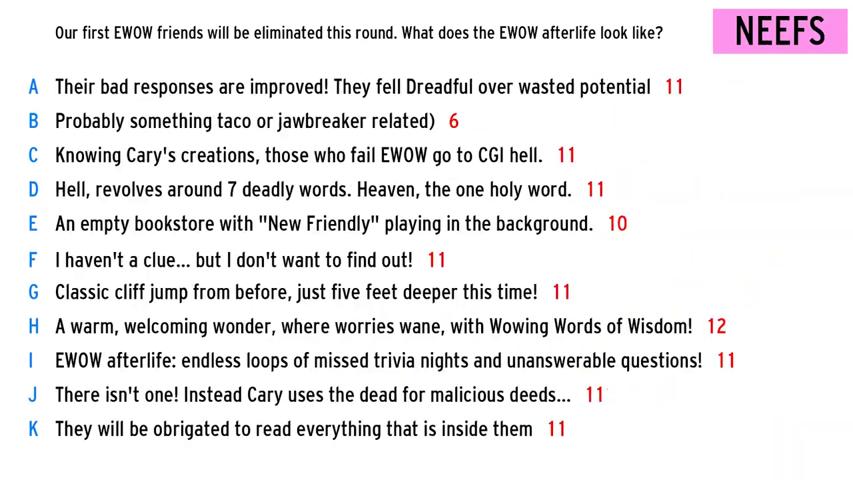 Our first EWOW friends will be eliminated this round. What does the EWOW afterlife look like?
NEEFS
A Their bad responses are improved! They fell Dreadful over wasted potential 11
B Probably something taco or jawbreaker related) 6
C Knowing Cary's creations, those who fail EWOW go to CGI hell. 11
D Hell, revolves around 7 deadly words. Heaven, the one holy word. 11
E An empty bookstore with "New Friendly" playing in the background. 10
F I haven't a clue... but I don't want to find out! 11
G Classic cliff jump from before, just five feet deeper this time! 11
H A warm, welcoming wonder, where worries wane, with Wowing Words of Wisdom! 12
I EWOW afterlife: endless loops of missed trivia nights and unanswerable questions! 11
J There isn't one! Instead Cary uses the dead for malicious deeds... 11
K They will be obrigated to read everything that is inside them 11